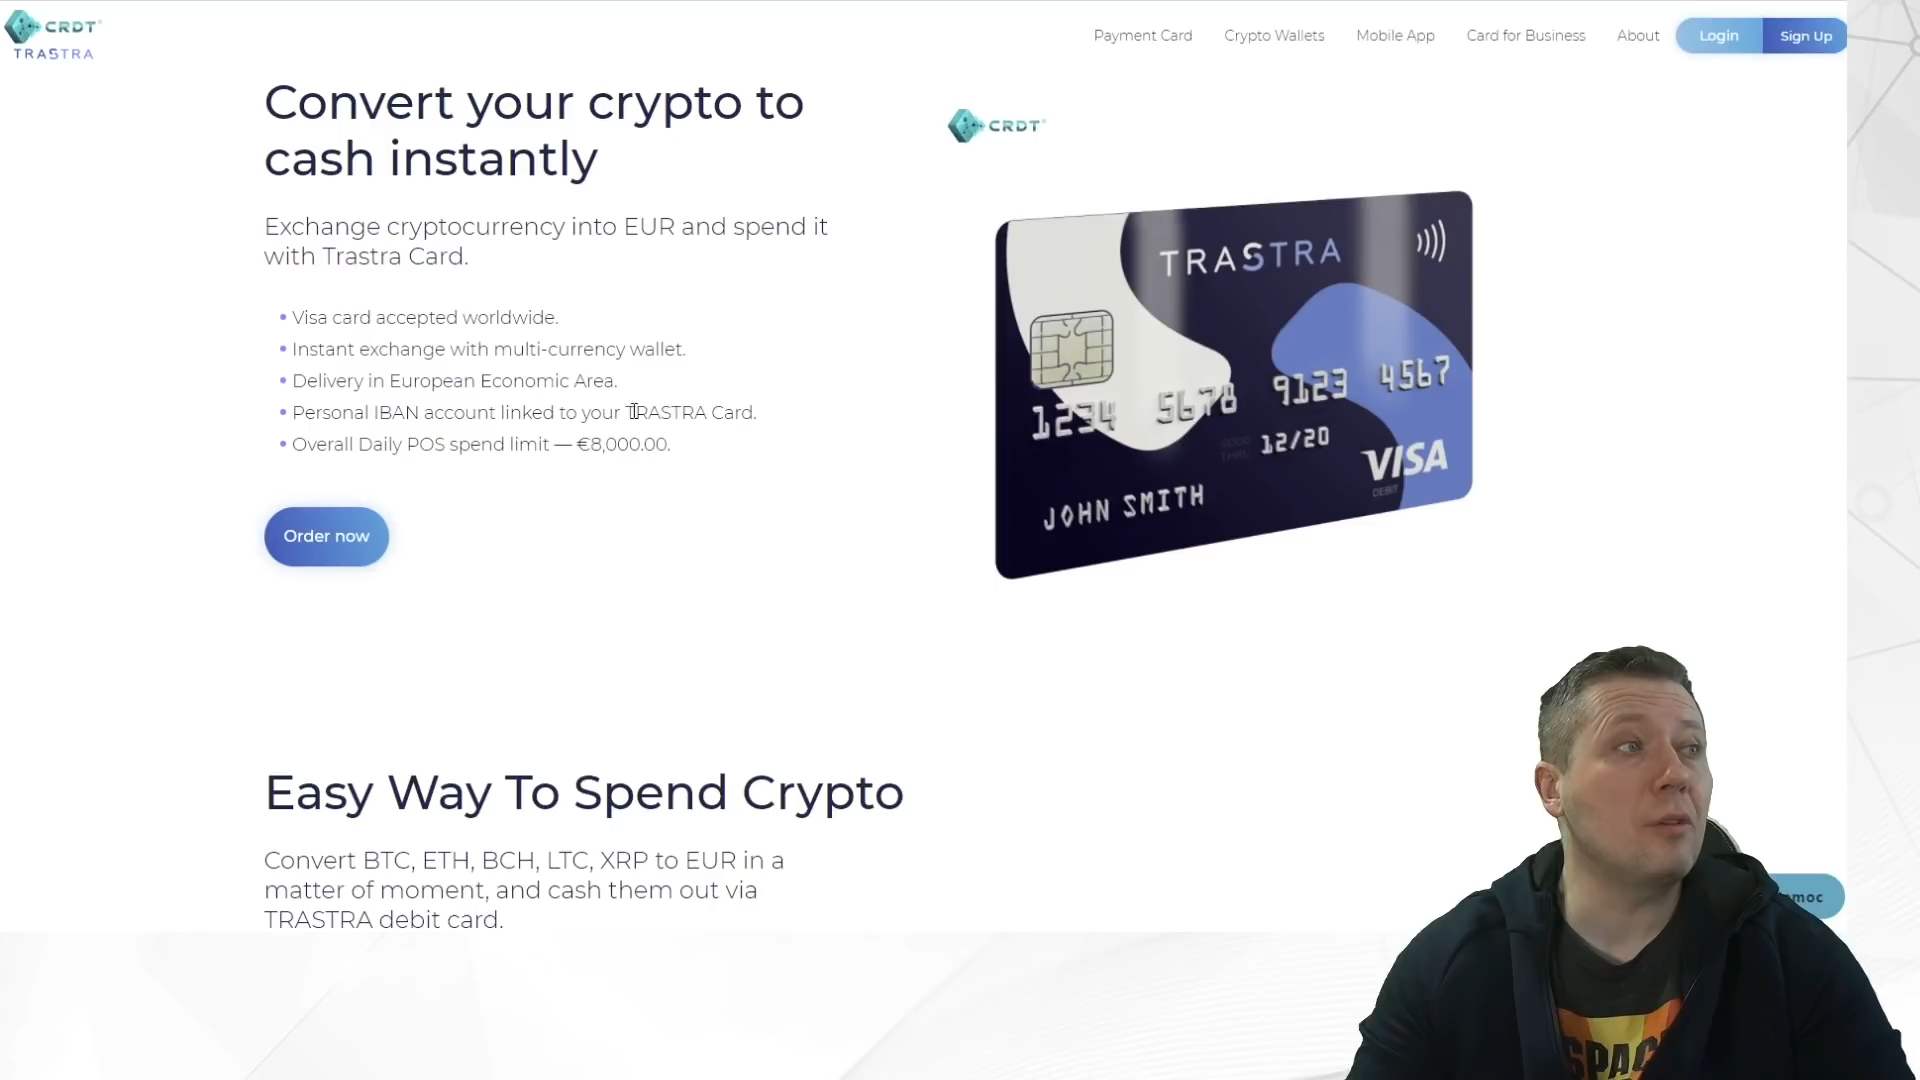 CRDT
TRASTRA
Payment Card
Crypto Wallets
Mobile App
Card for Business
About
Login
Sign Up
Convert your crypto to
cash instantly
Exchange cryptocurrency into EUR and spend it
with Trastra Card.
• Visa card accepted worldwide.
• Instant exchange with multi-currency wallet.
• Delivery in European Economic Area.
• Personal IBAN account linked to your TRASTRA Card.
• Overall Daily POS spend limit — €8,000.00.
Order now
CRDT
TRASTRA
1234 5678 9123 4567
GOOD
THRU
12/20
VISA
DEBIT
JOHN SMITH
Easy Way To Spend Crypto
Convert BTC, ETH, BCH, LTC, XRP to EUR in a
matter of moment, and cash them out via
TRASTRA debit card.